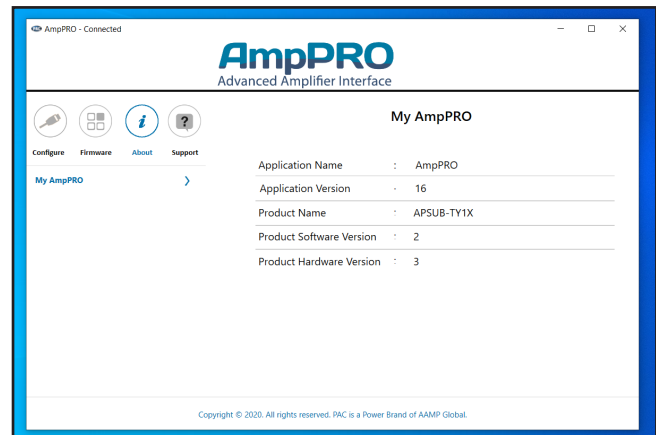 PAC AmpPRO - Connected
AmpPRO
Advanced Amplifier Interface
Configure Firmware About Support
My AmpPRO
My AmpPRO
Application Name : AmpPRO
Application Version : 16
Product Name : APSUB-TY1X
Product Software Version : 2
Product Hardware Version : 3
Copyright © 2020. All rights reserved. PAC is a Power Brand of AAMP Global.